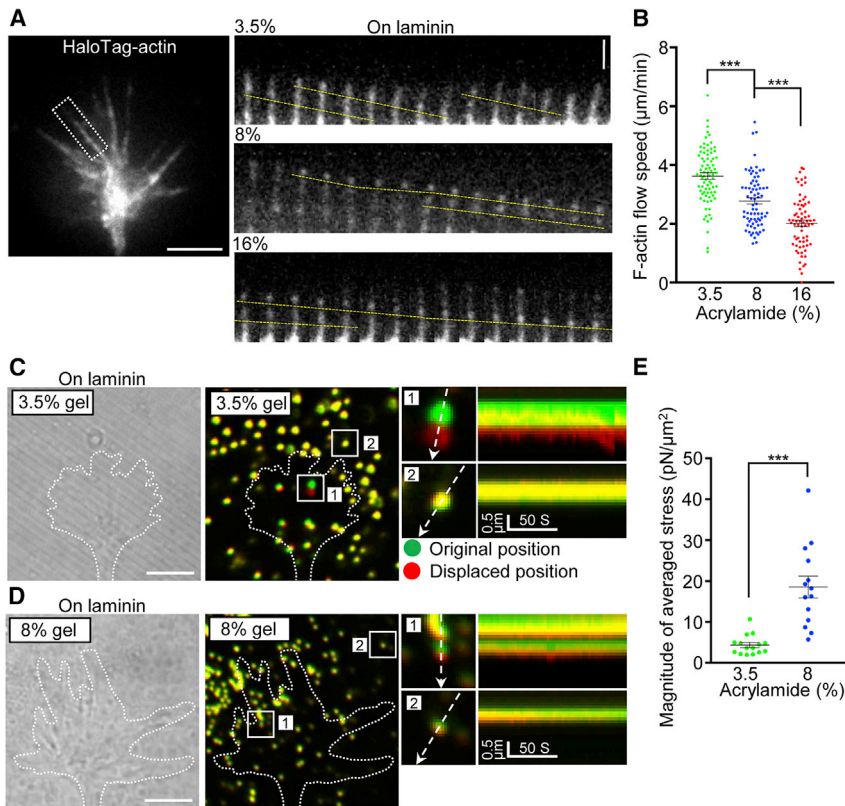 A
HaloTag-actin
3.5%
On laminin
8%
16%
B
F-actin flow speed (μm/min)
8
6
4
2
0
***
***
3.5 8 16
Acrylamide (%)
C
On laminin
3.5% gel
3.5% gel
2
1
1
2
0.5 μm
50 S
Original position
Displaced position
D
On laminin
8% gel
8% gel
2
1
1
2
0.5 μm
50 S
E
Magnitude of averaged stress (pN/μm²)
50
40
30
20
10
0
***
3.5 8
Acrylamide (%)